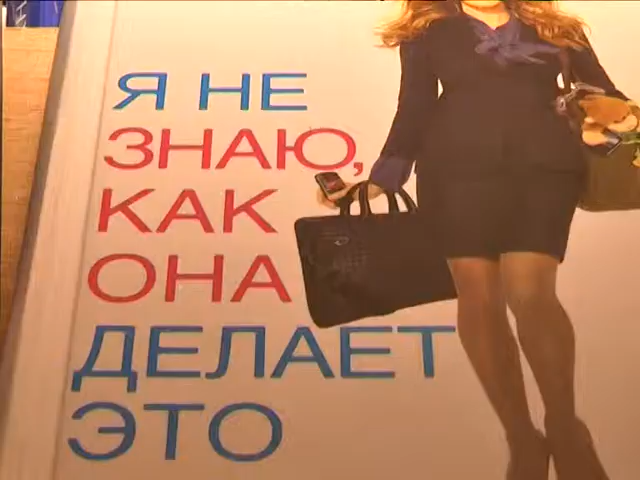 Я НЕ
ЗНАЮ,
КАК
ОНА
ДЕЛАЕТ
ЭТО